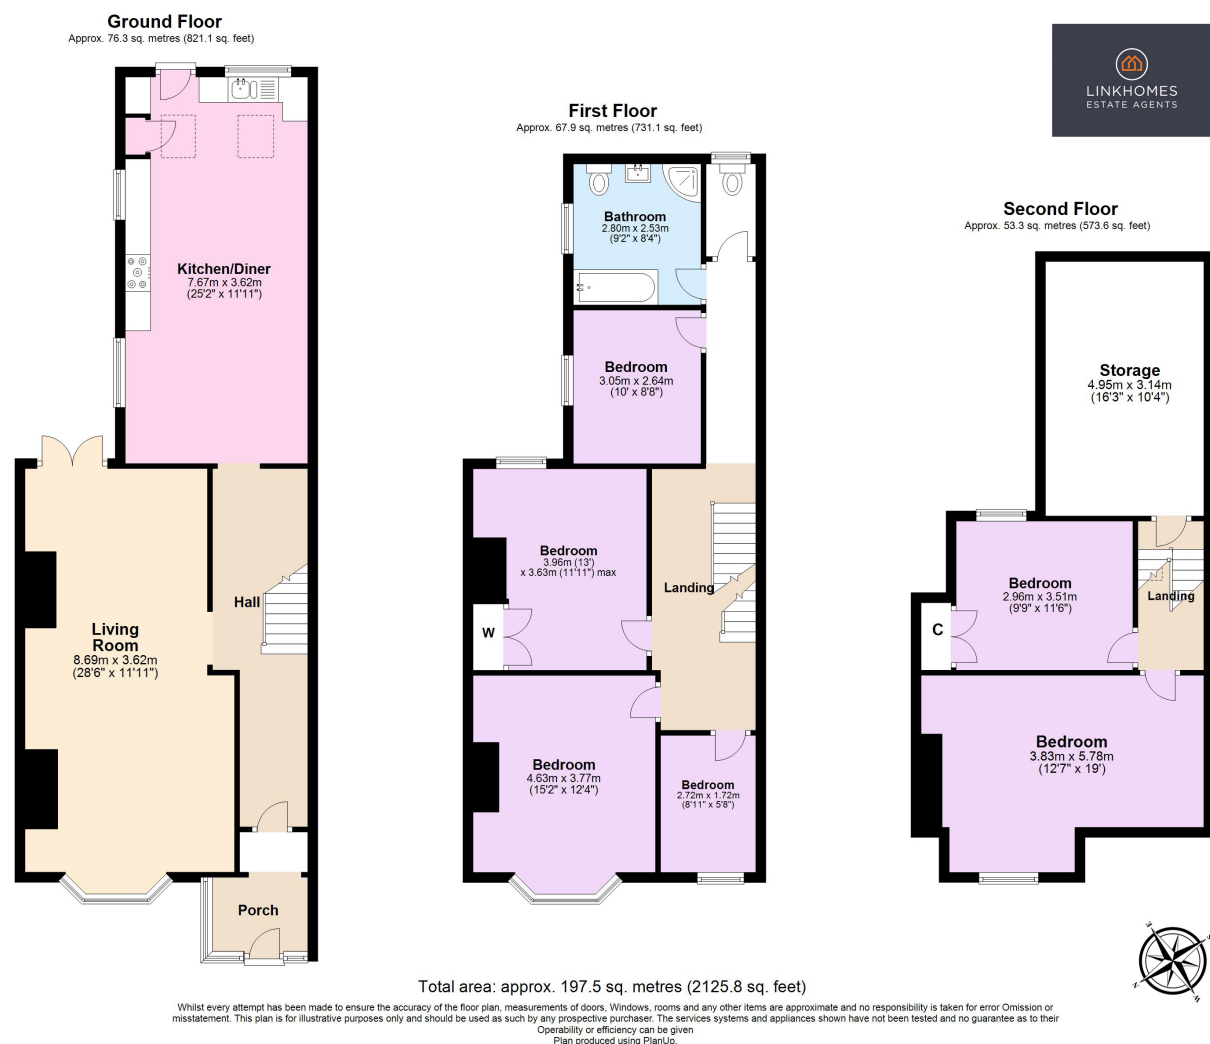 Ground Floor
Approx. 76.3 sq. metres (821.1 sq. feet)
Kitchen/Diner
7.67m x 3.62m
(25'2" x 11'11")
Living
Room
8.69m x 3.62m
(28'6" x 11'11")
Hall
Porch
First Floor
Approx. 67.9 sq. metres (731.1 sq. feet)
Bathroom
2.80m x 2.53m
(9'2" x 8'4")
Bedroom
3.05m x 2.64m
(10' x 8'8")
Bedroom
3.96m (13')
x 3.63m (11'11") max
W
Landing
Bedroom
4.63m x 3.77m
(15'2" x 12'4")
Bedroom
2.72m x 1.72m
(8'11" x 5'8")
LINKHOMES
ESTATE AGENTS
Second Floor
Approx. 53.3 sq. metres (573.6 sq. feet)
Storage
4.95m x 3.14m
(16'3" x 10'4")
Bedroom
2.96m x 3.51m
(9'9" x 11'6")
Landing
C
Bedroom
3.83m x 5.78m
(12'7" x 19')
E
S
N
W
Total area: approx. 197.5 sq. metres (2125.8 sq. feet)
Whilst every attempt has been made to ensure the accuracy of the floor plan, measurements of doors, Windows, rooms and any other items are approximate and no responsibility is taken for error Omission or
misstatement. This plan is for illustrative purposes only and should be used as such by any prospective purchaser. The services systems and appliances shown have not been tested and no guarantee as to their
Operability or efficiency can be given
Plan produced using PlanUp.